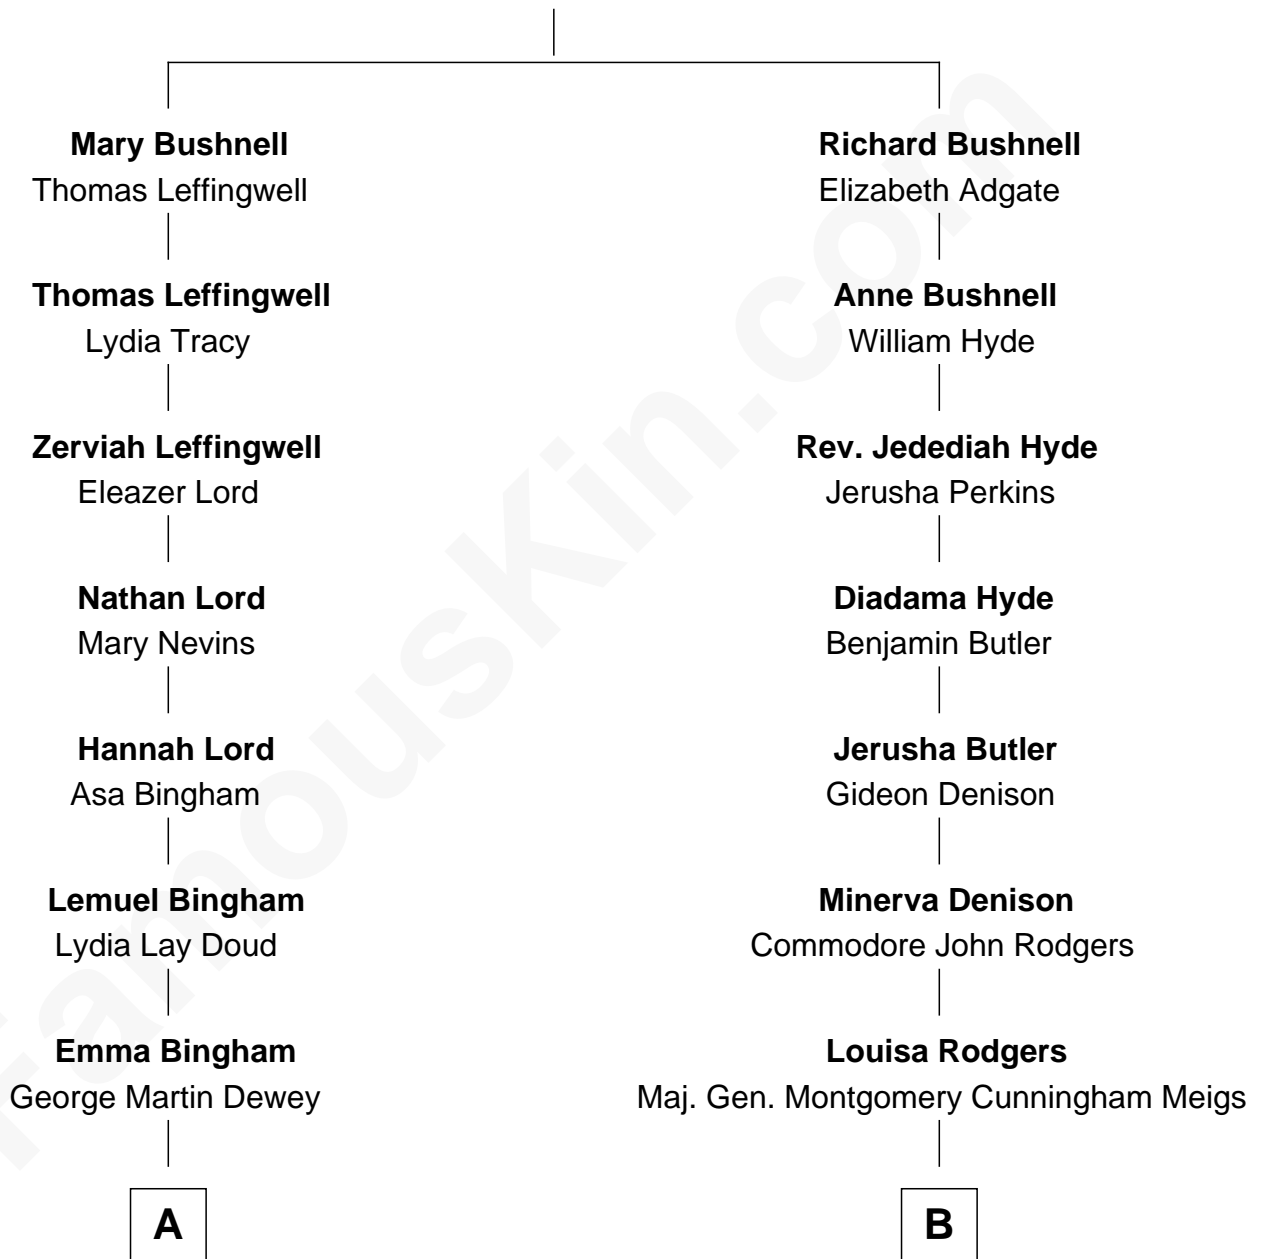 Mary Bushnell
Thomas Leffingwell
Thomas Leffingwell
Lydia Tracy
Zerviah Leffingwell
Eleazer Lord
Nathan Lord
Mary Nevins
Hannah Lord
Asa Bingham
Lemuel Bingham
Lydia Lay Doud
Emma Bingham
George Martin Dewey
A
Richard Bushnell
Elizabeth Adgate
Anne Bushnell
William Hyde
Rev. Jedediah Hyde
Jerusha Perkins
Diadama Hyde
Benjamin Butler
Jerusha Butler
Gideon Denison
Minerva Denison
Commodore John Rodgers
Louisa Rodgers
Maj. Gen. Montgomery Cunningham Meigs
B
FamousKin.com